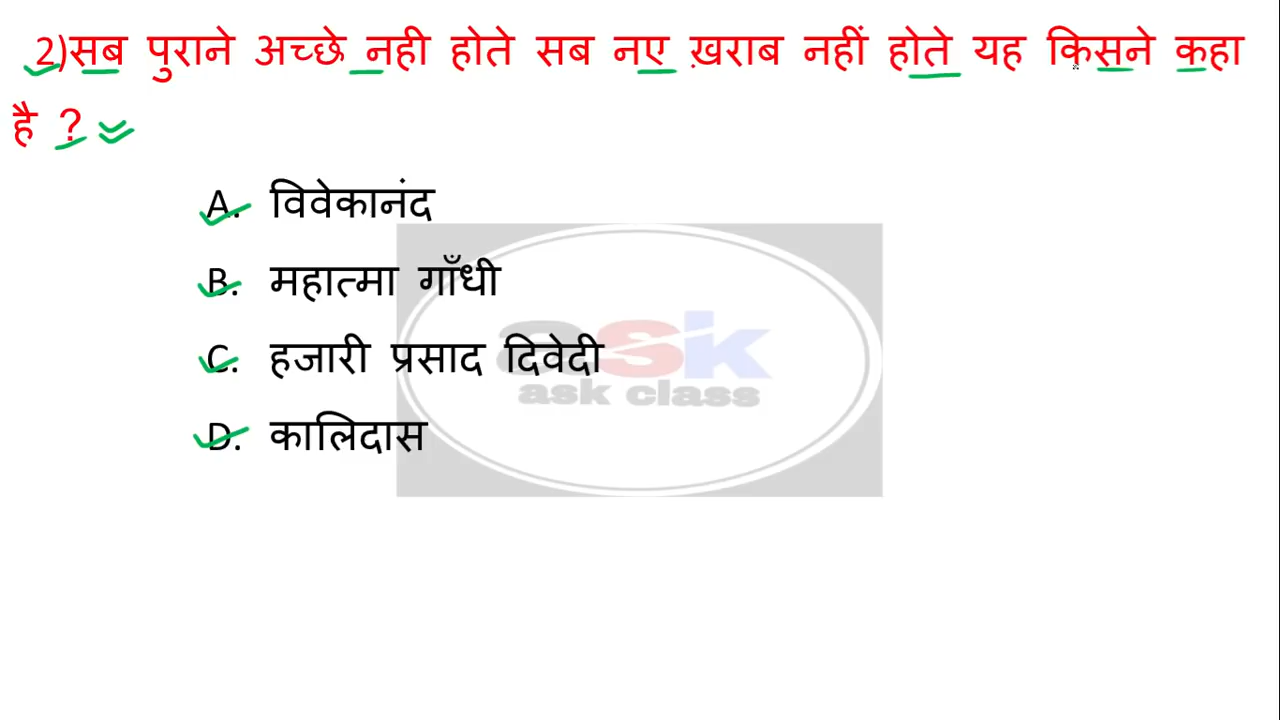 2)सब पुराने अच्छे नही होते सब नए ख़राब नहीं होते यह किसने कहा
है ?
A. विवेकानंद
B. महात्मा गाँधी
C. हजारी प्रसाद दिवेदी
D. कालिदास
ask
ask class